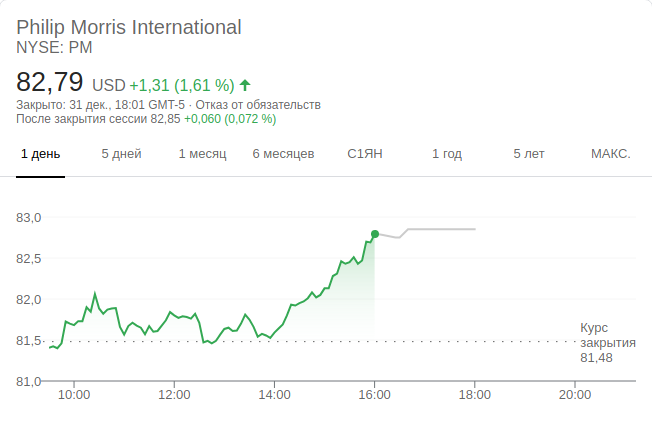 Philip Morris International
NYSE: PM
82,79 USD +1,31 (1,61 %)
Закрыто: 31 дек., 18:01 GMT-5 · Отказ от обязательств
После закрытия сессии 82,85 +0,060 (0,072 %)
1 день 5 дней 1 месяц 6 месяцев С1ЯН 1 год 5 лет МАКС.
83,0
82,5
82,0
81,5
81,0
Курс
закрытия
81,48
10:00 12:00 14:00 16:00 18:00 20:00